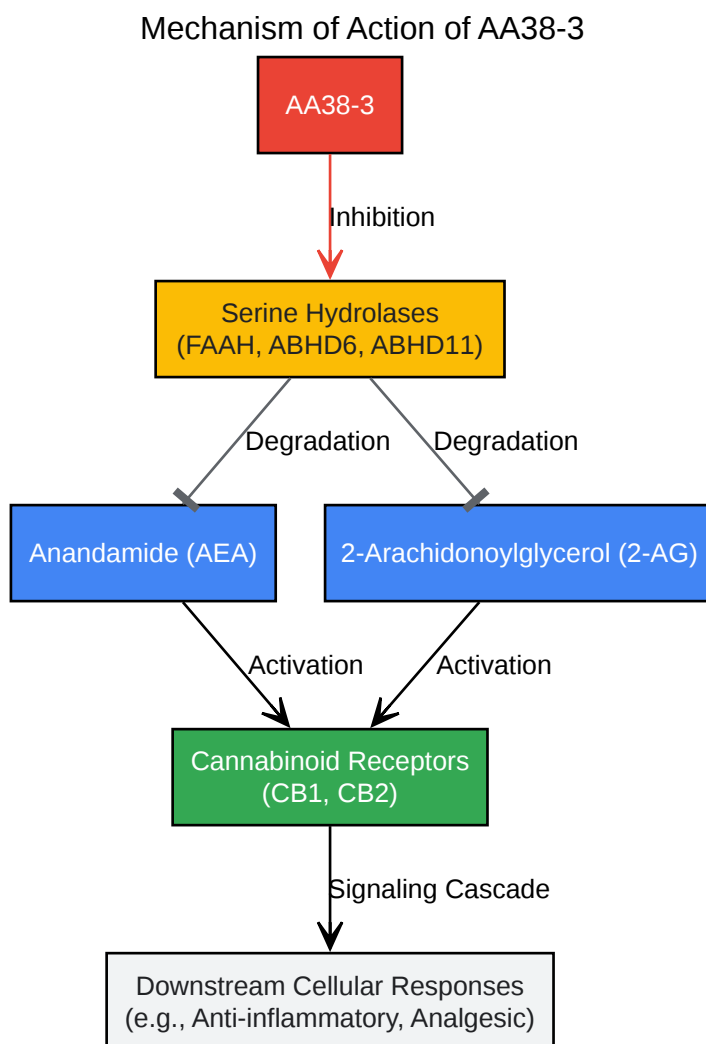 Mechanism of Action of AA38-3
AA38-3
Inhibition
Serine Hydrolases
(FAAH, ABHD6, ABHD11)
Degradation
Degradation
Anandamide (AEA)
2-Arachidonoylglycerol (2-AG)
Activation
Activation
Cannabinoid Receptors
(CB1, CB2)
Signaling Cascade
Downstream Cellular Responses
(e.g., Anti-inflammatory, Analgesic)